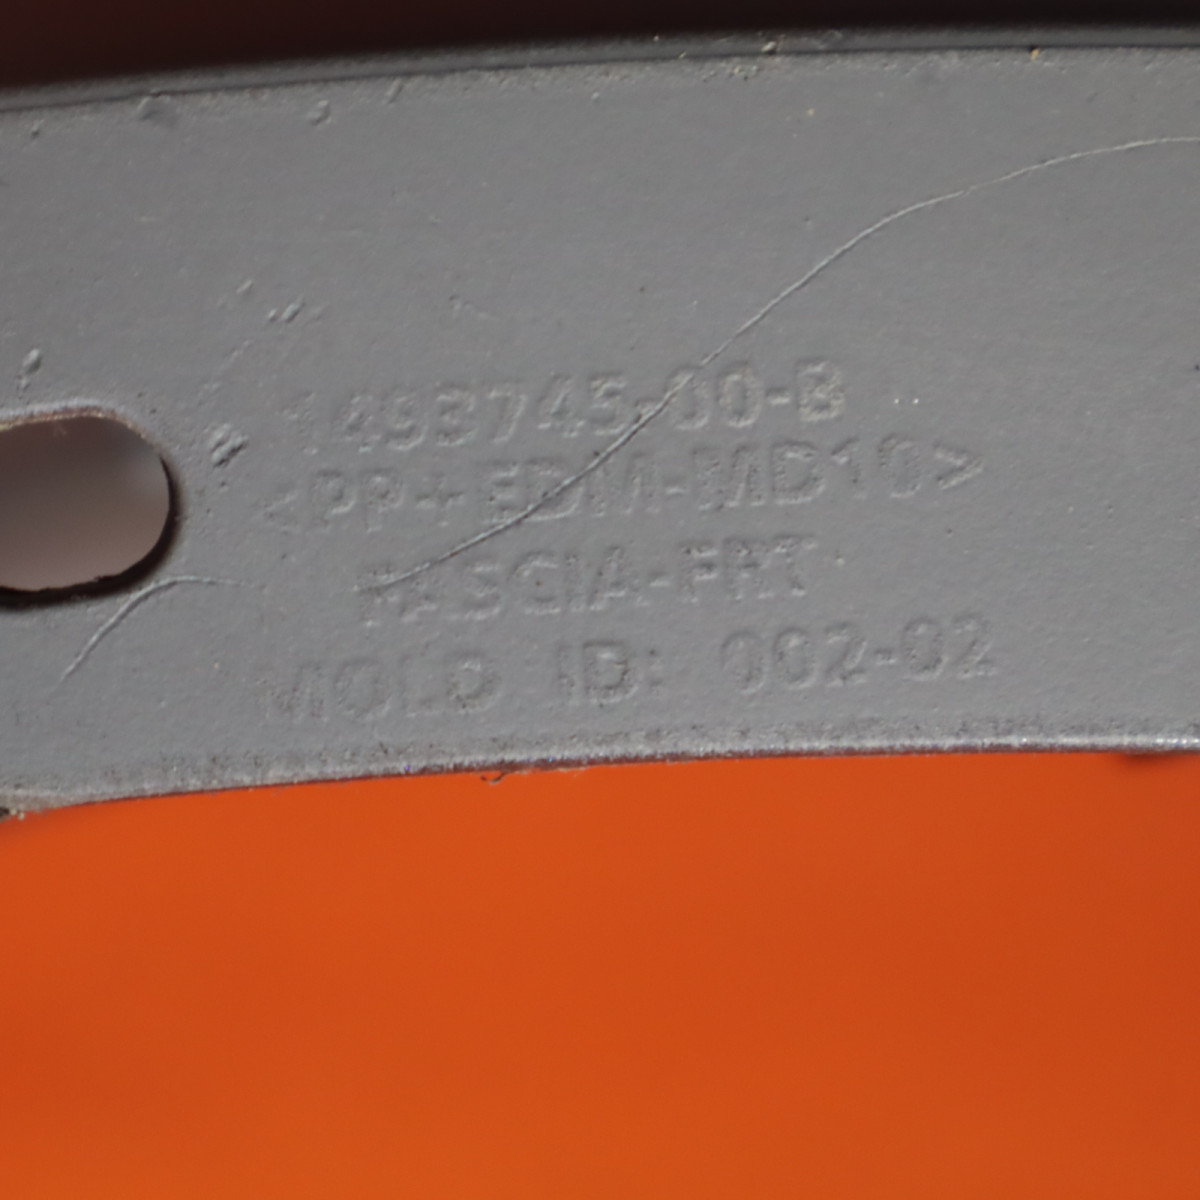 1493745-00-B
<PP+EDM-MD10>
FASCIA-FRT
MOLD ID: 002-02